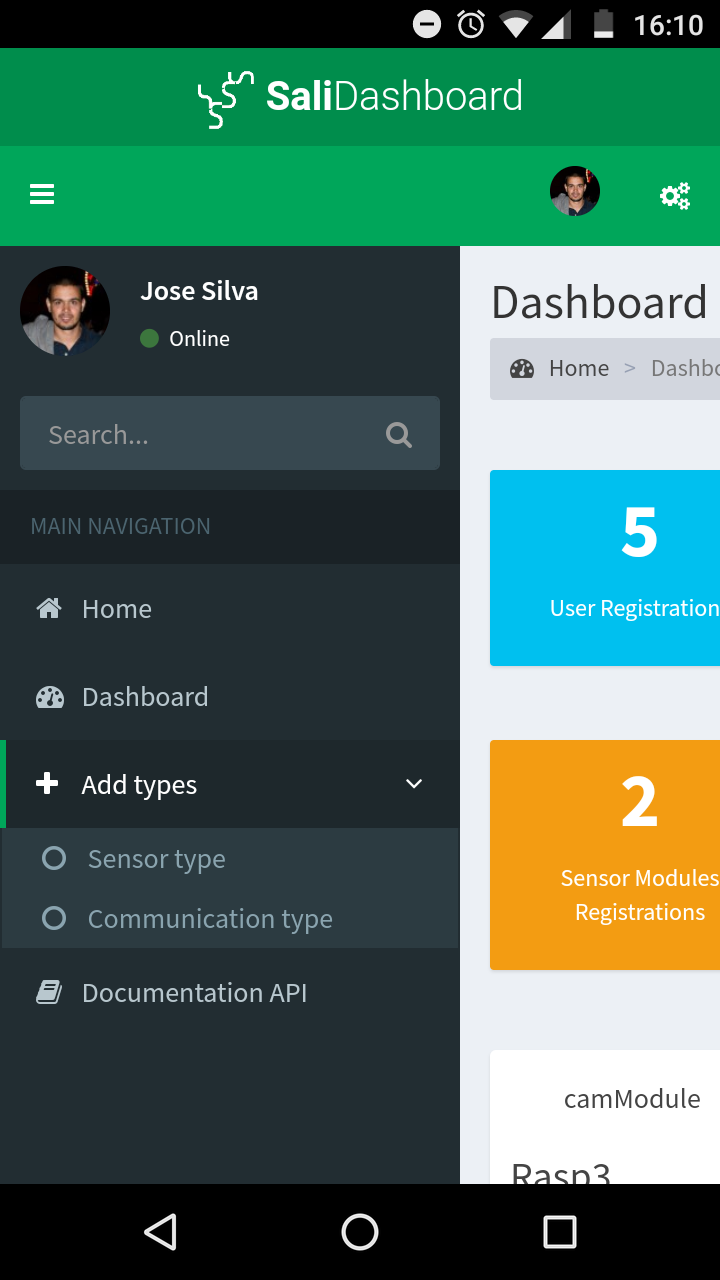 16:10
SaliDashboard
Jose Silva
Online
Search...
MAIN NAVIGATION
Home
Dashboard
Add types
Sensor type
Communication type
Documentation API
Dashboard
Home > Dashbo
5
User Registration
2
Sensor Modules
Registrations
camModule
Rasp3